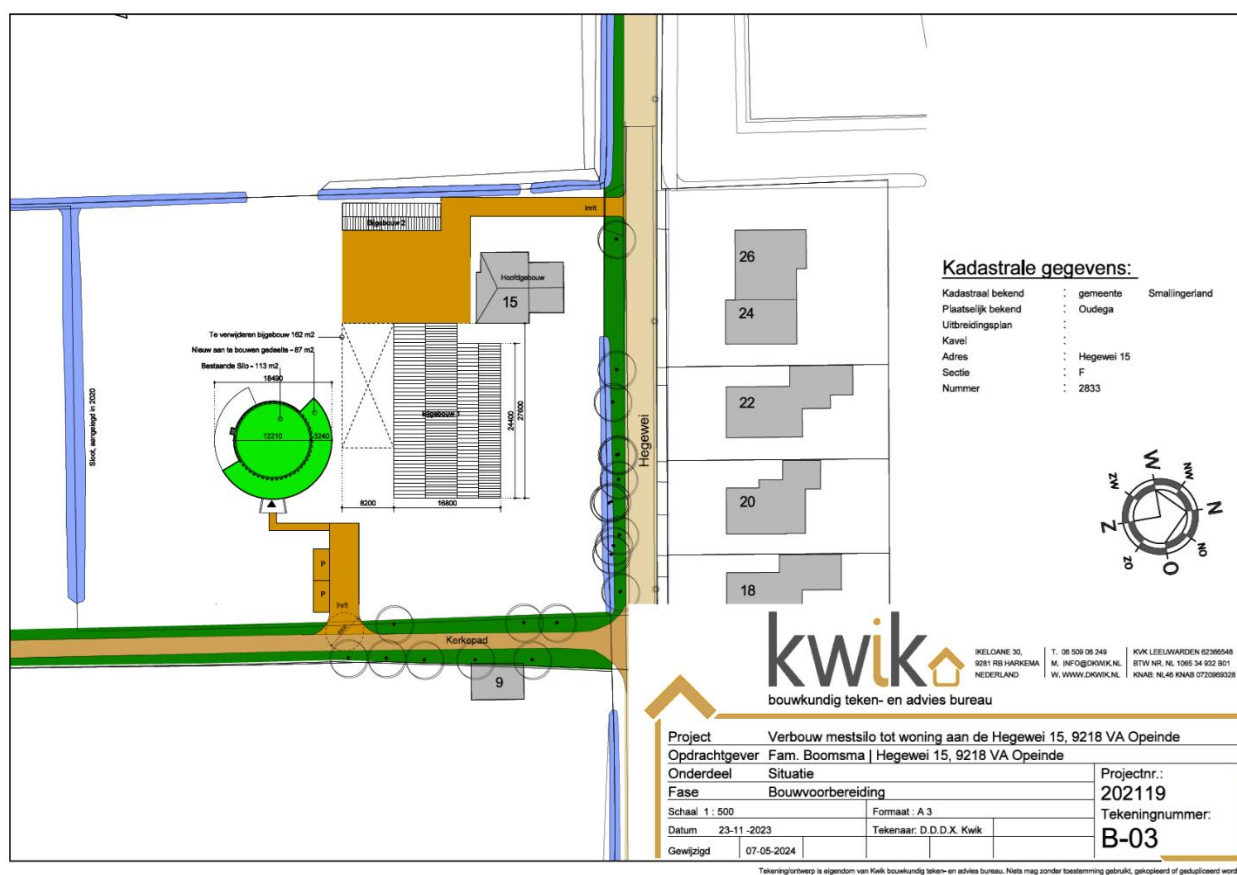 inrit
Bijgebouw 2
Hoofdgebouw
15
Te verwijderen bijgebouw 162 m2
Nieuw aan te bouwen gedeelte - 87 m2
Bestaande Silo - 113 m2
18490
12210
3240
Bijgebouw 1
24400
27600
8200
16800
Sloot, aangelegd in 2020
P
P
Inrit
Kerkepad
9
Hegewei
26
24
22
20
18
Kadastrale gegevens:
Kadastraal bekend : gemeente Smallingerland
Plaatselijk bekend : Oudega
Uitbreidingsplan :
Kavel :
Adres : Hegewei 15
Sectie : F
Nummer : 2833
W
NW
N
NO
O
ZO
Z
ZW
kwik
bouwkundig teken- en advies bureau
IKELOANE 30,
9281 RB HARKEMA
NEDERLAND
T. 06 509 06 249
M. INFO@DKWIK.NL
W. WWW.DKWIK.NL
KVK LEEUWARDEN 62366548
BTW NR. NL 1065 34 932 B01
KNAB: NL46 KNAB 0720969328
Project Verbouw mestsilo tot woning aan de Hegewei 15, 9218 VA Opeinde
Opdrachtgever Fam. Boomsma | Hegewei 15, 9218 VA Opeinde
Onderdeel Situatie
Fase Bouwvoorbereiding
Schaal 1 : 500 Formaat : A 3
Datum 23-11 -2023 Tekenaar: D.D.D.X. Kwik
Gewijzigd 07-05-2024
Projectnr.:
202119
Tekeningnummer:
B-03
Tekening/ontwerp is eigendom van Kwik bouwkundig teken- en advies bureau. Niets mag zonder toestemming gebruikt, gekopieerd of gedupliceerd word